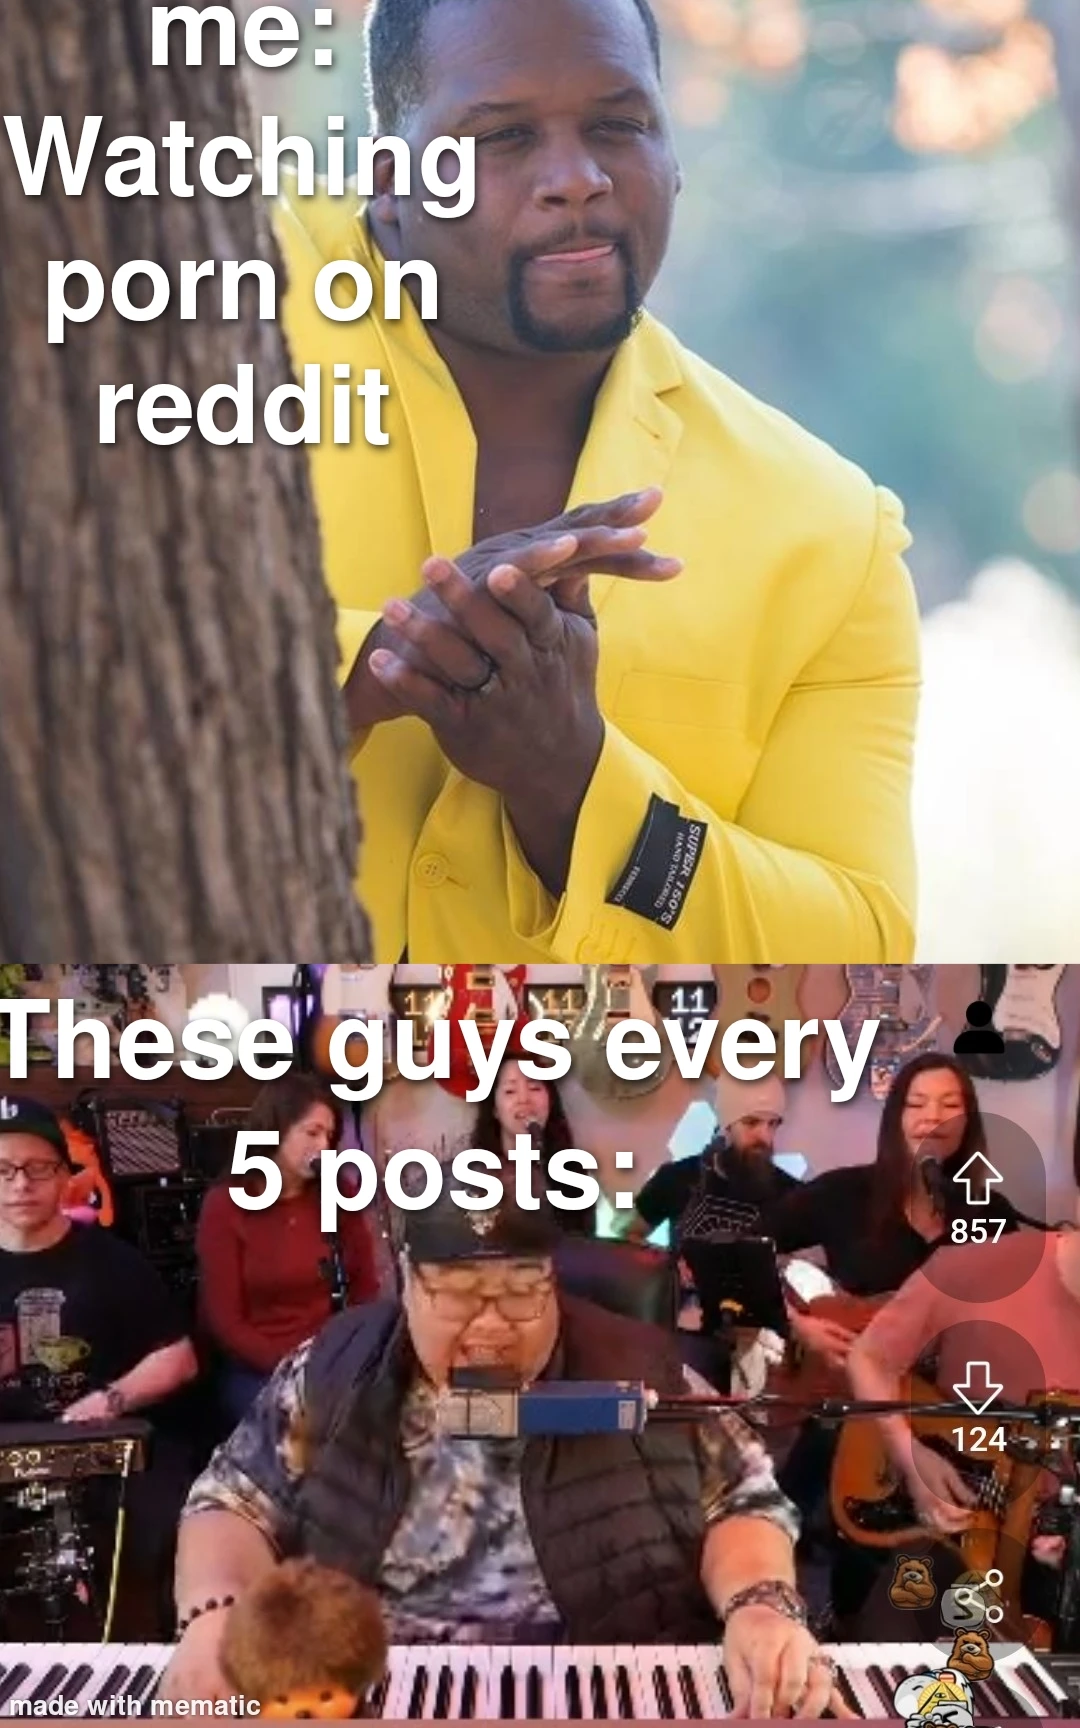 me:
Watching
porn on
reddit
SUPER 150'S
HAND TAILORED
These guys every
5 posts:
857
124
made with mematic